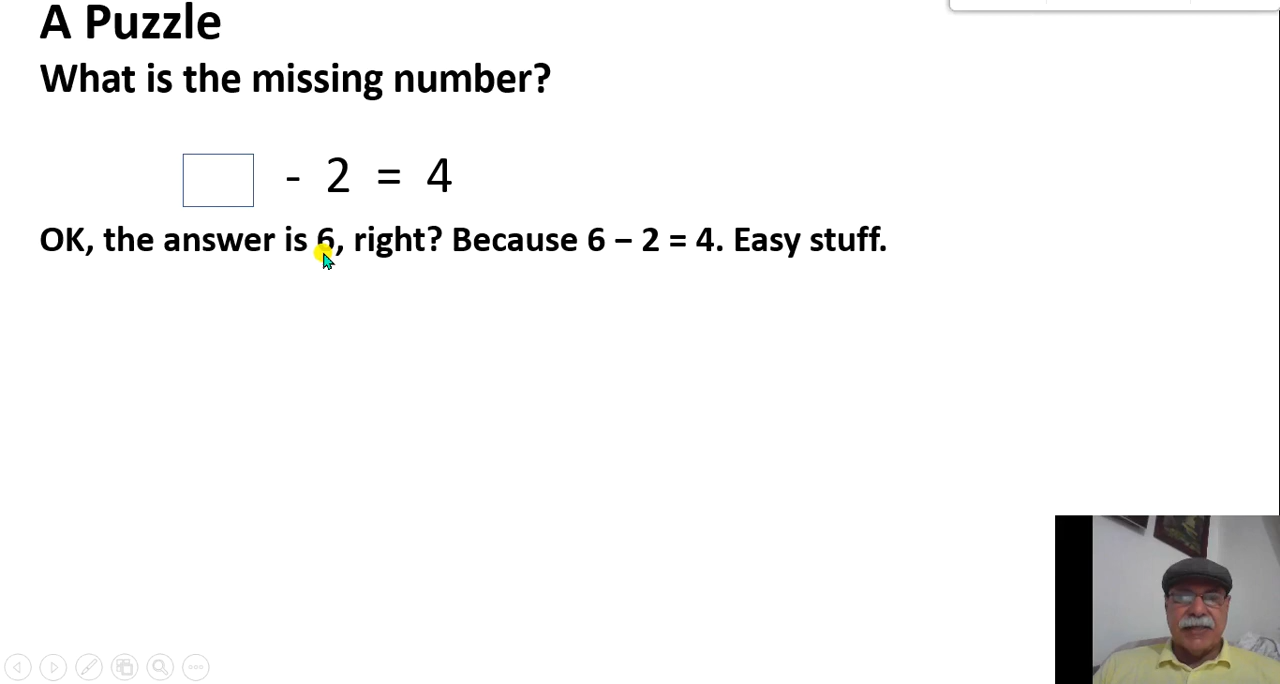 A Puzzle
What is the missing number?
- 2 = 4
OK, the answer is 6, right? Because 6 – 2 = 4. Easy stuff.